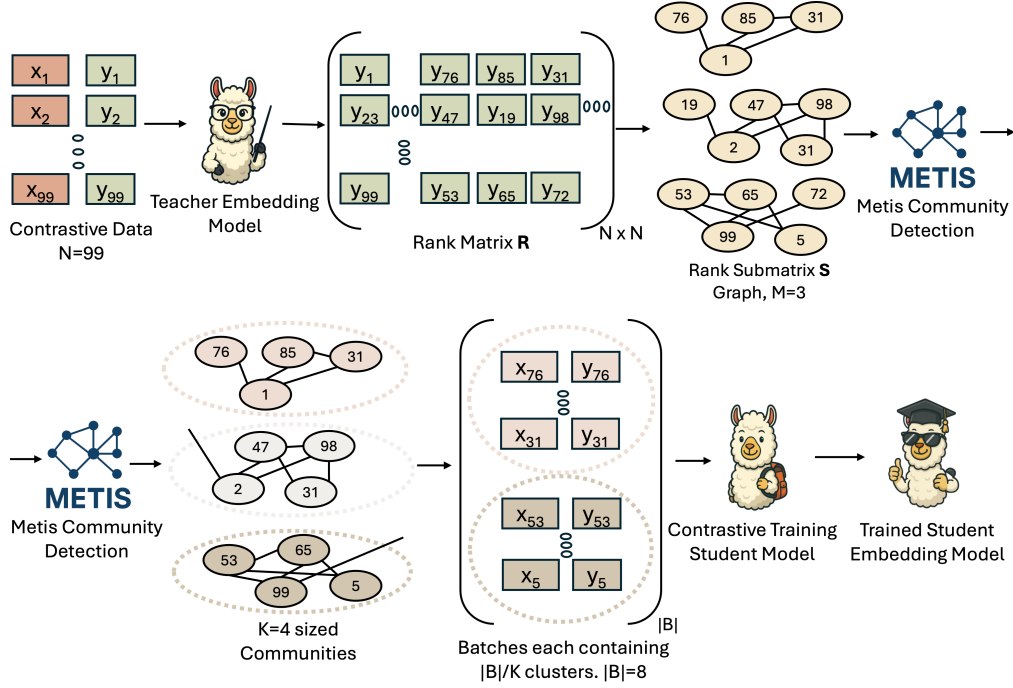 x1 y1
x2 y2
x99 y99
Contrastive Data
N=99
Teacher Embedding
Model
y1 y76 y85 y31
y23 y47 y19 y98
y99 y53 y65 y72
N x N
Rank Matrix R
76 85 31
1
19 47 98
2 31
53 65 72
99 5
Rank Submatrix S
Graph, M=3
METIS
Metis Community
Detection
METIS
Metis Community
Detection
76 85 31
1
47 98
2 31
53 65
99 5
K=4 sized
Communities
x76 y76
x31 y31
x53 y53
x5 y5
|B|
Batches each containing
|B|/K clusters. |B|=8
Contrastive Training
Student Model
Trained Student
Embedding Model